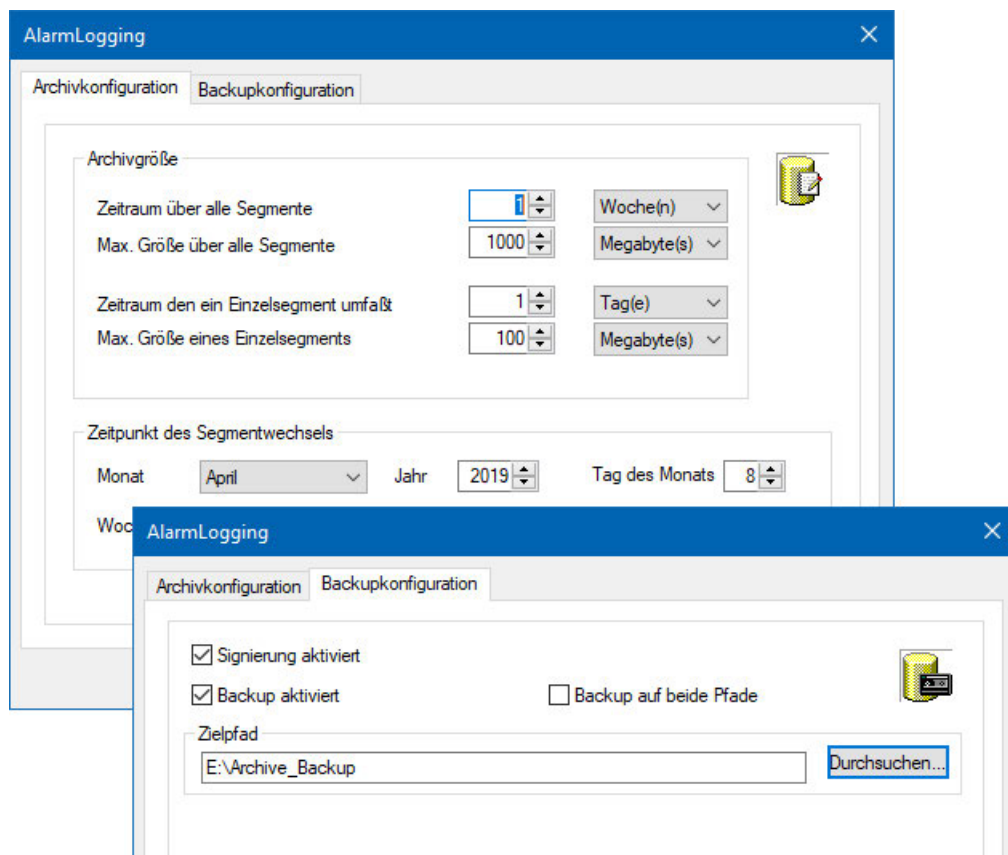 AlarmLogging
Archivkonfiguration Backupkonfiguration
Archivgröße
Zeitraum über alle Segmente 1 Woche(n)
Max. Größe über alle Segmente 1000 Megabyte(s)
Zeitraum den ein Einzelsegment umfaßt 1 Tag(e)
Max. Größe eines Einzelsegments 100 Megabyte(s)
Zeitpunkt des Segmentwechsels
Monat April Jahr 2019 Tag des Monats 8
Woc
AlarmLogging
Archivkonfiguration Backupkonfiguration
Signierung aktiviert
Backup aktiviert Backup auf beide Pfade
Zielpfad
E:\Archive_Backup Durchsuchen...